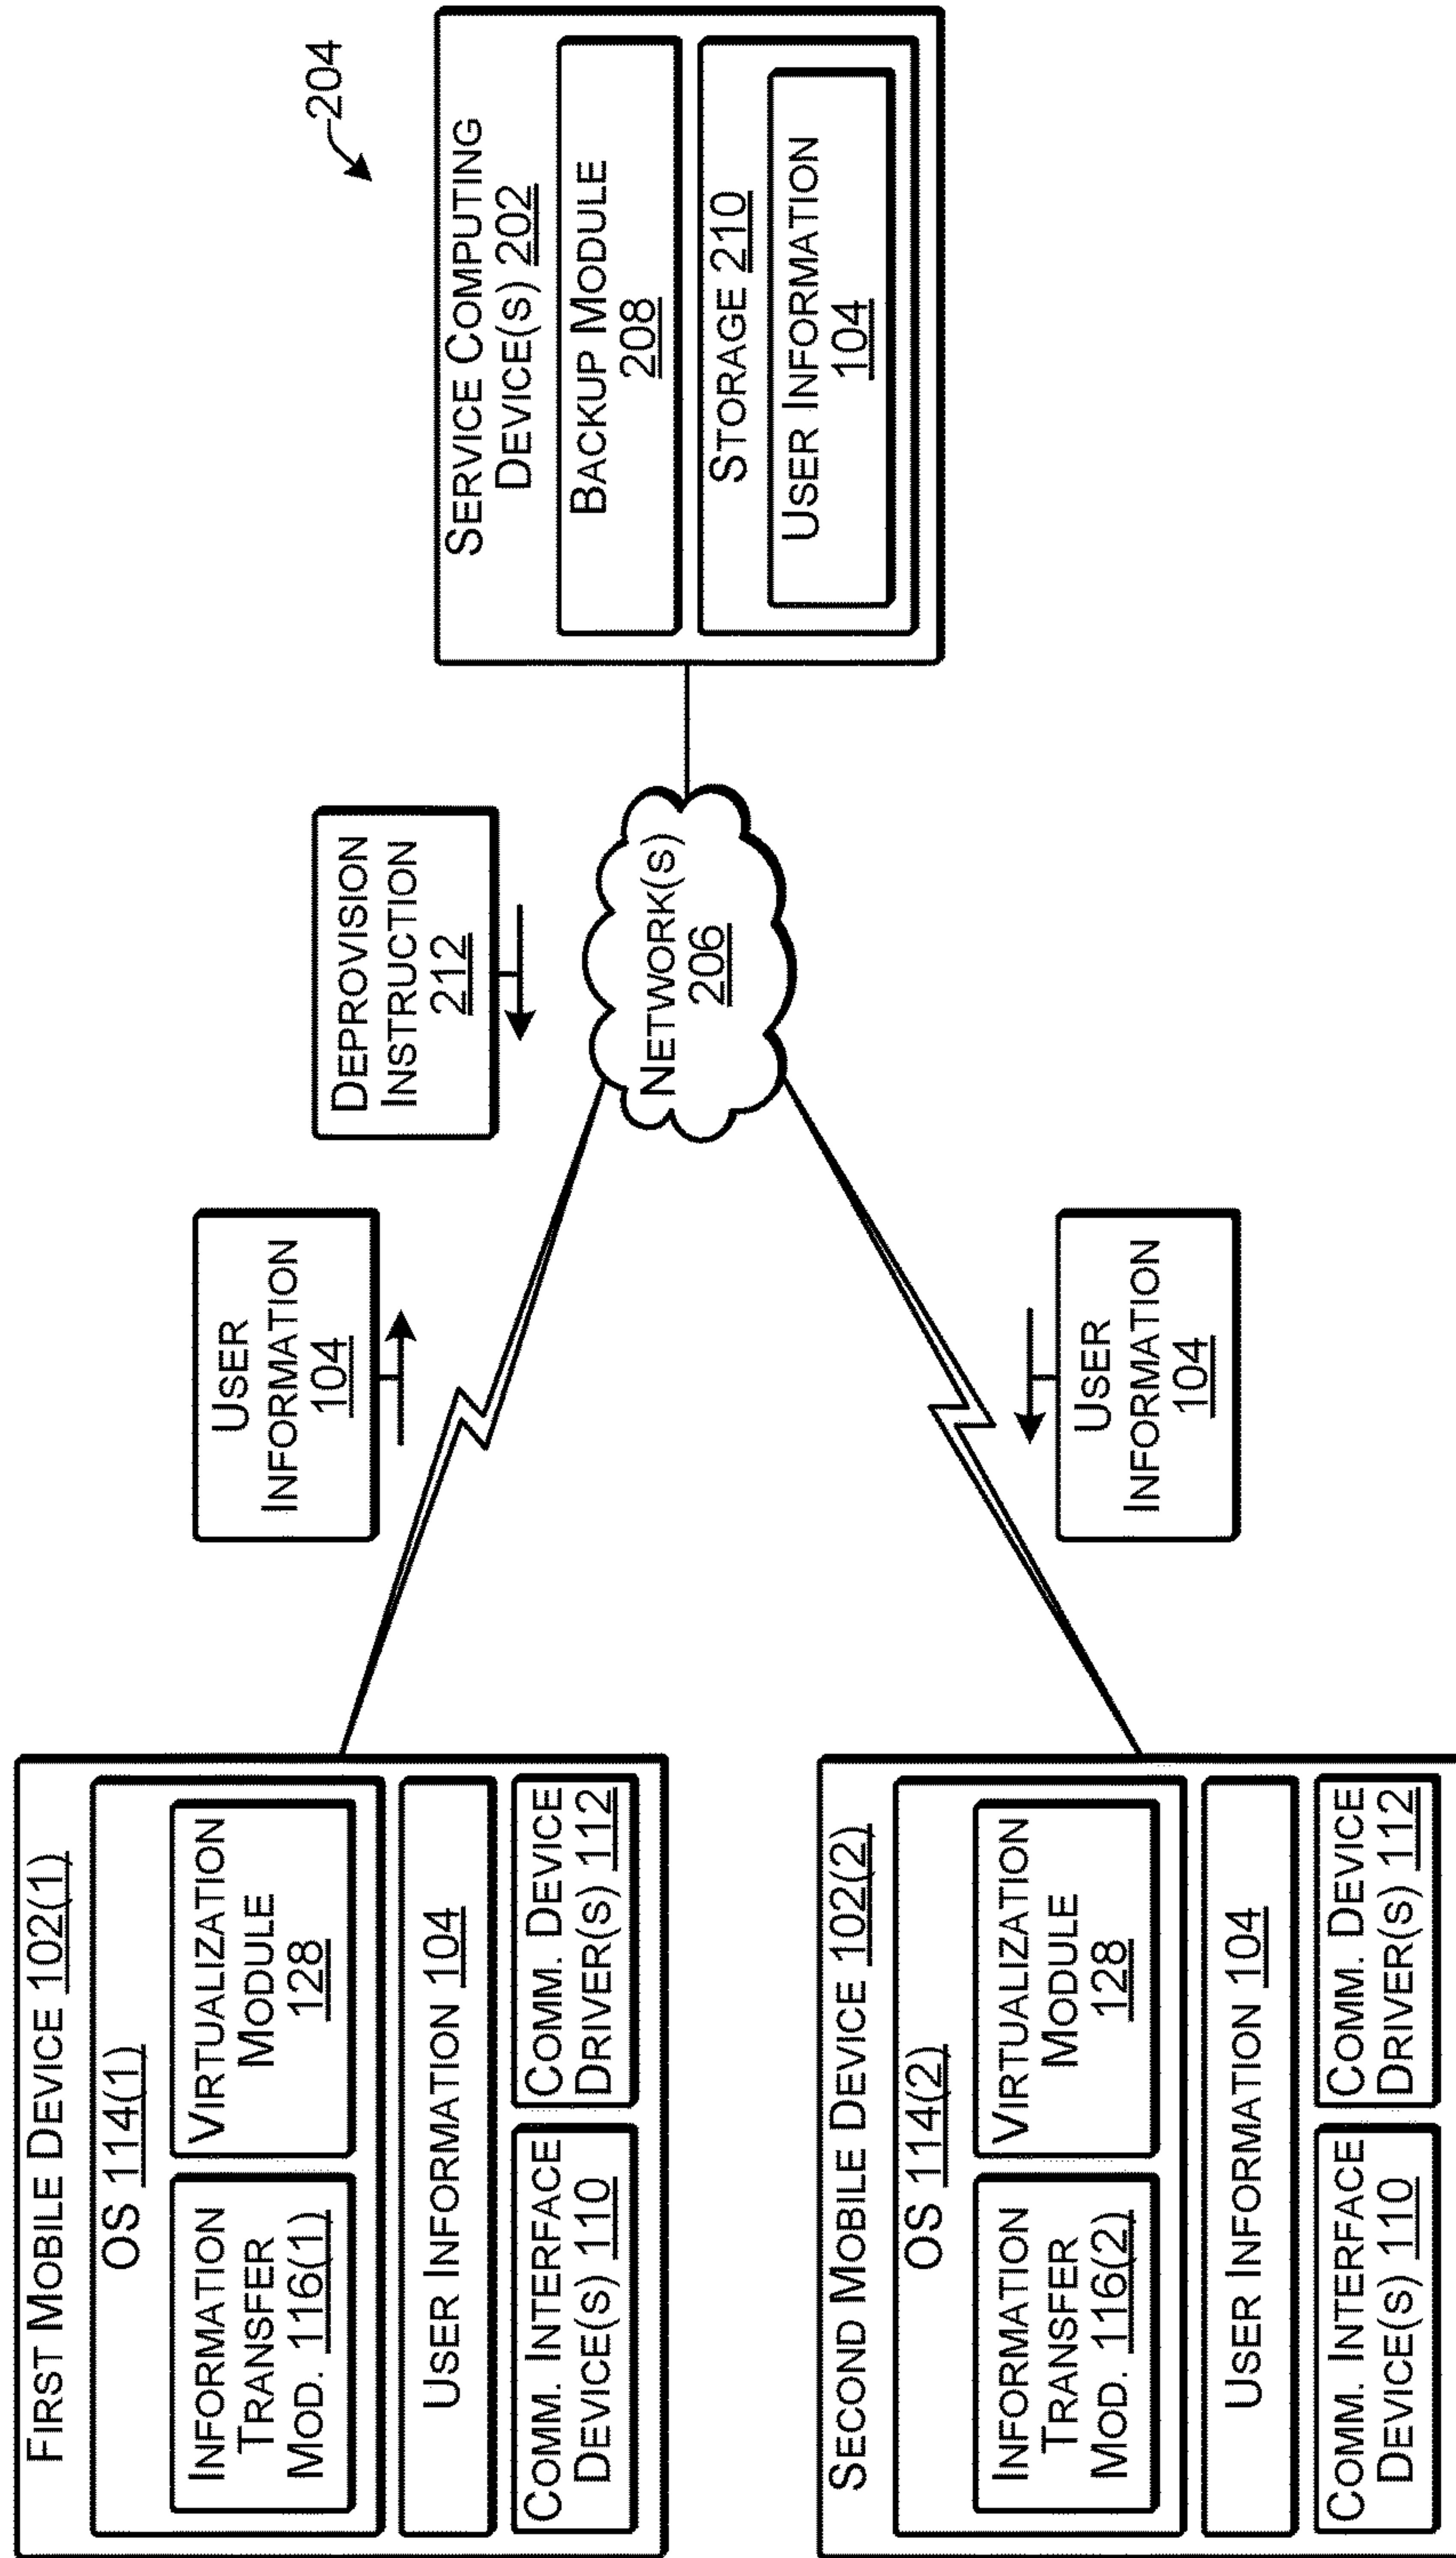 FIRST MOBILE DEVICE 102(1)
OS 114(1)
INFORMATION
TRANSFER
MOD. 116(1)
VIRTUALIZATION
MODULE
128
USER INFORMATION 104
COMM. INTERFACE
DEVICE(S) 110
COMM. DEVICE
DRIVER(S) 112
USER
INFORMATION
104
DEPROVISION
INSTRUCTION
212
204
SERVICE COMPUTING
DEVICE(S) 202
BACKUP MODULE
208
STORAGE 210
USER INFORMATION
104
NETWORK(S)
206
SECOND MOBILE DEVICE 102(2)
OS 114(2)
INFORMATION
TRANSFER
MOD. 116(2)
VIRTUALIZATION
MODULE
128
USER INFORMATION 104
COMM. INTERFACE
DEVICE(S) 110
COMM. DEVICE
DRIVER(S) 112
USER
INFORMATION
104